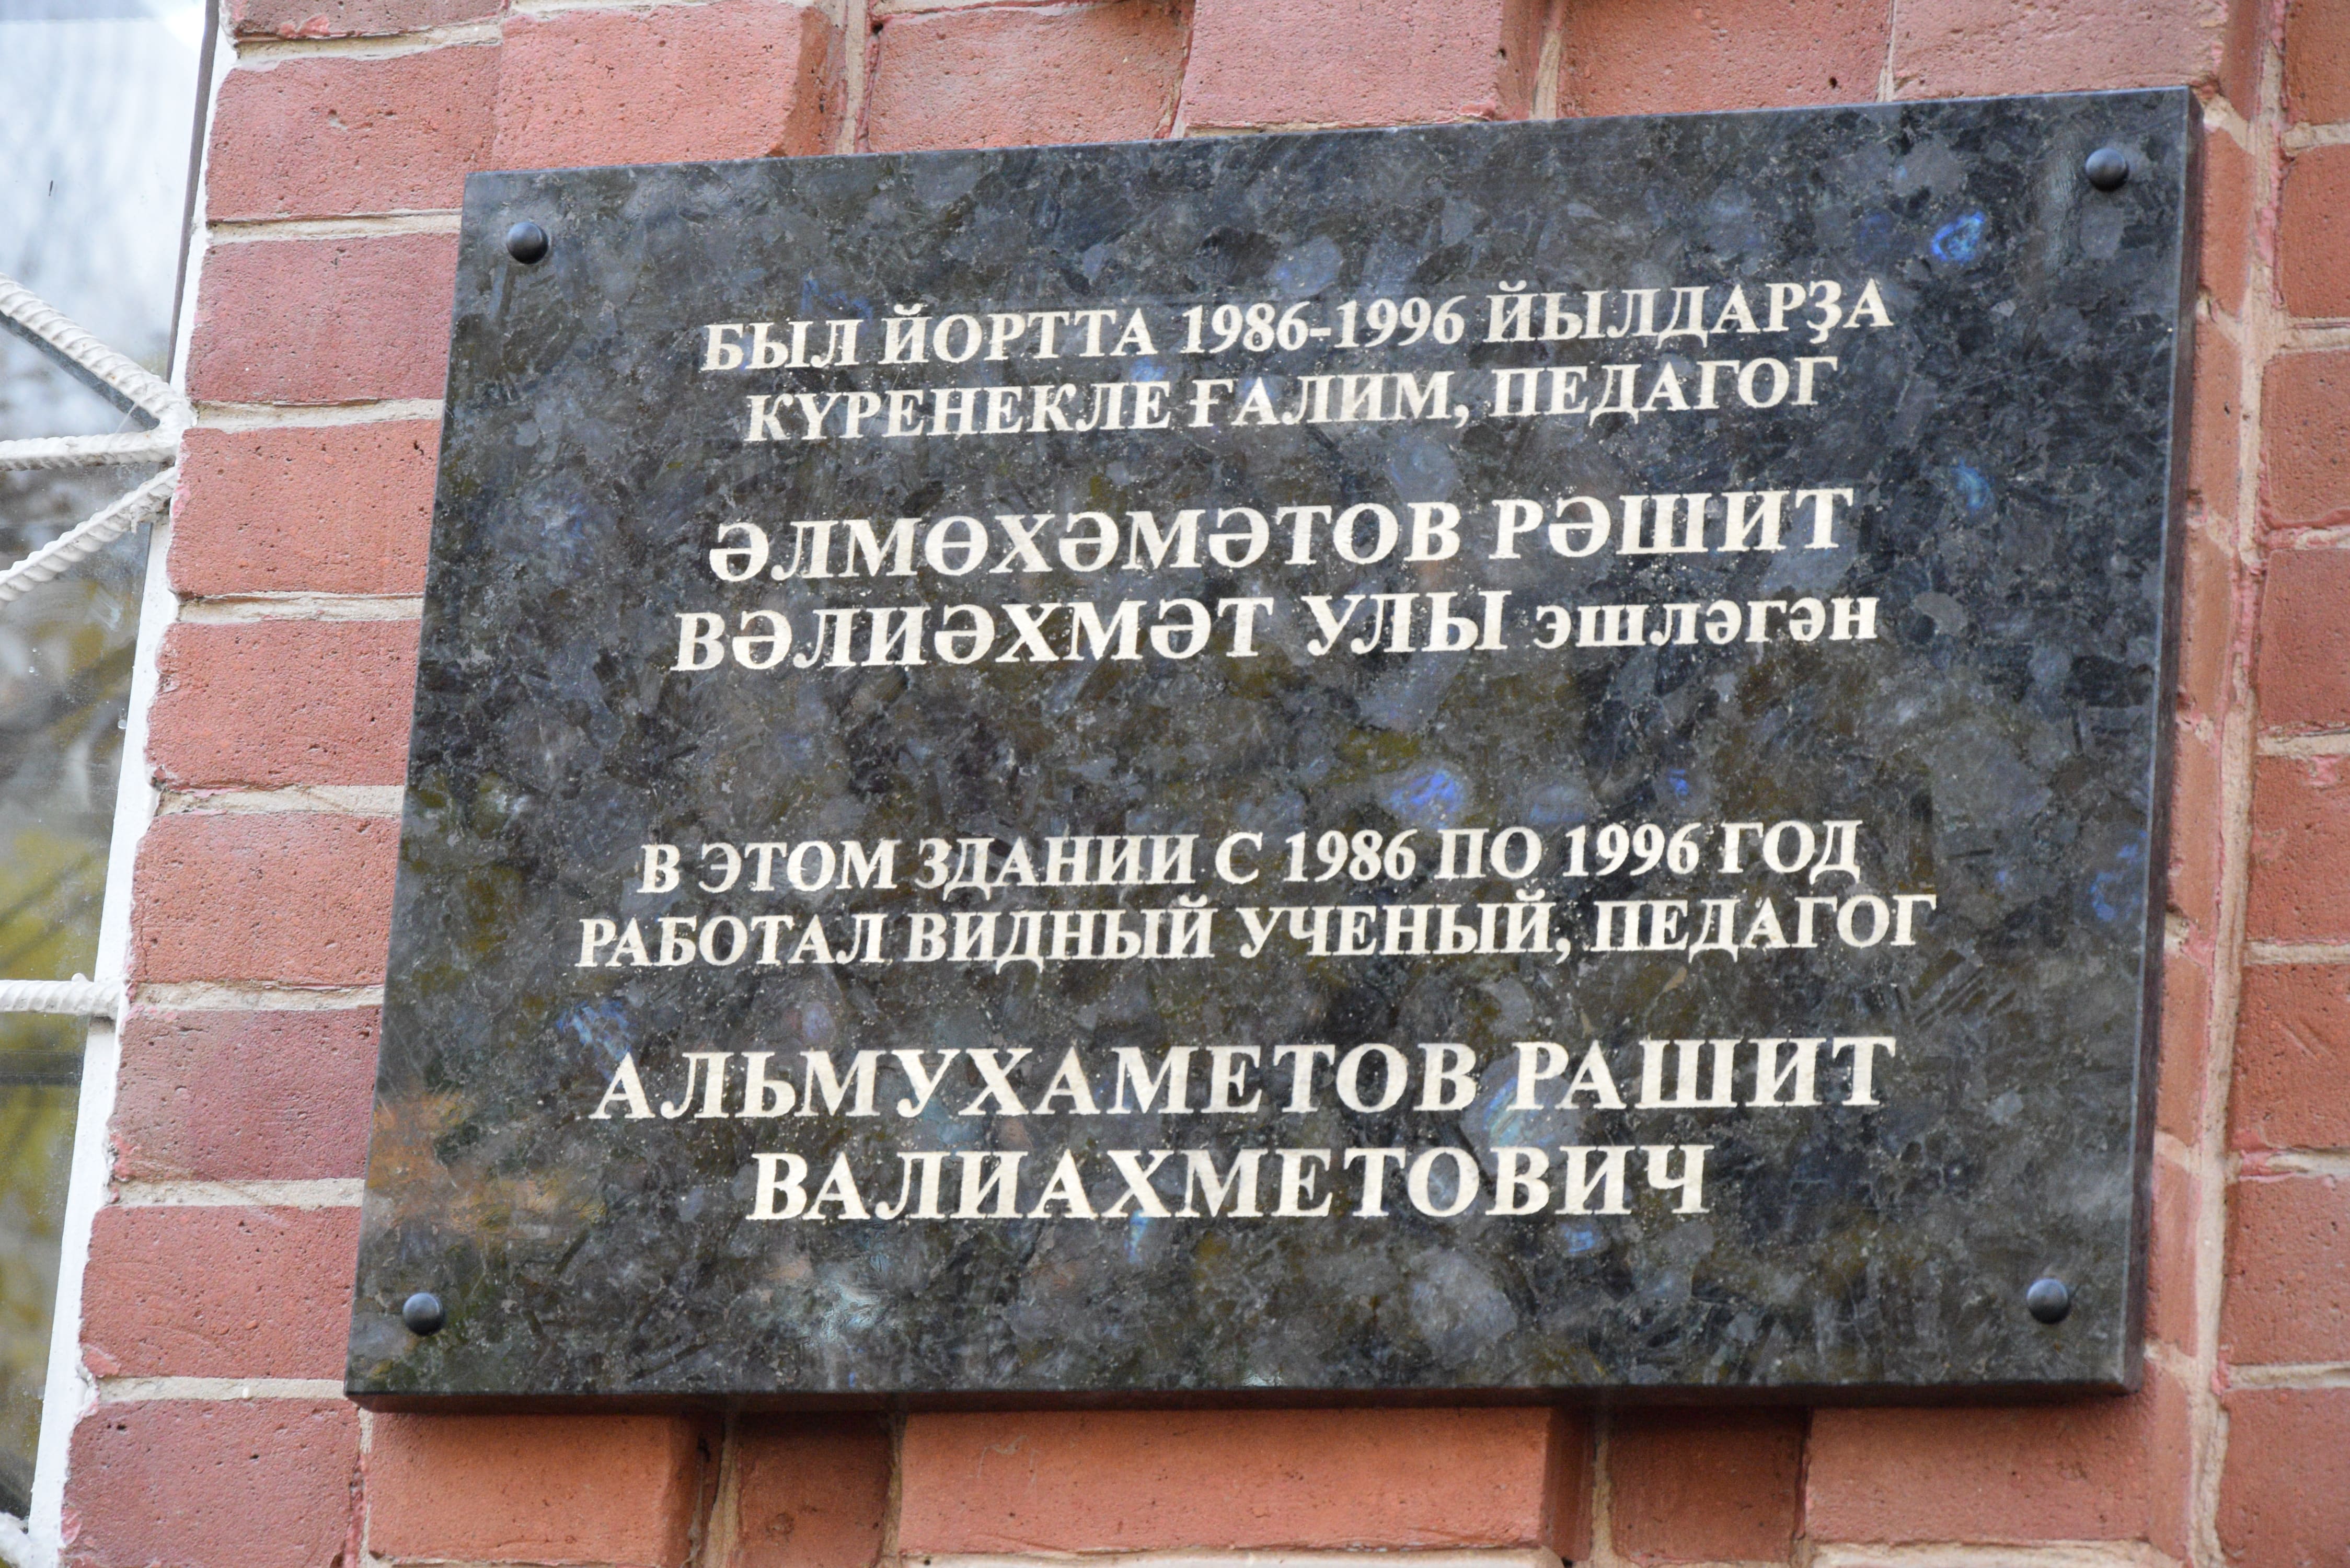 БЫЛ ЙОРТТА 1986-1996 ЙЫЛДАРҘА
КҮРЕНЕКЛЕ ҒАЛИМ, ПЕДАГОГ
ӘЛМӨХӘМӘТОВ РӘШИТ
ВӘЛИӘХМӘТ УЛЫ эшләгән
В ЭТОМ ЗДАНИИ С 1986 ПО 1996 ГОД
РАБОТАЛ ВИДНЫЙ УЧЕНЫЙ, ПЕДАГОГ
АЛЬМУХАМЕТОВ РАШИТ
ВАЛИАХМЕТОВИЧ